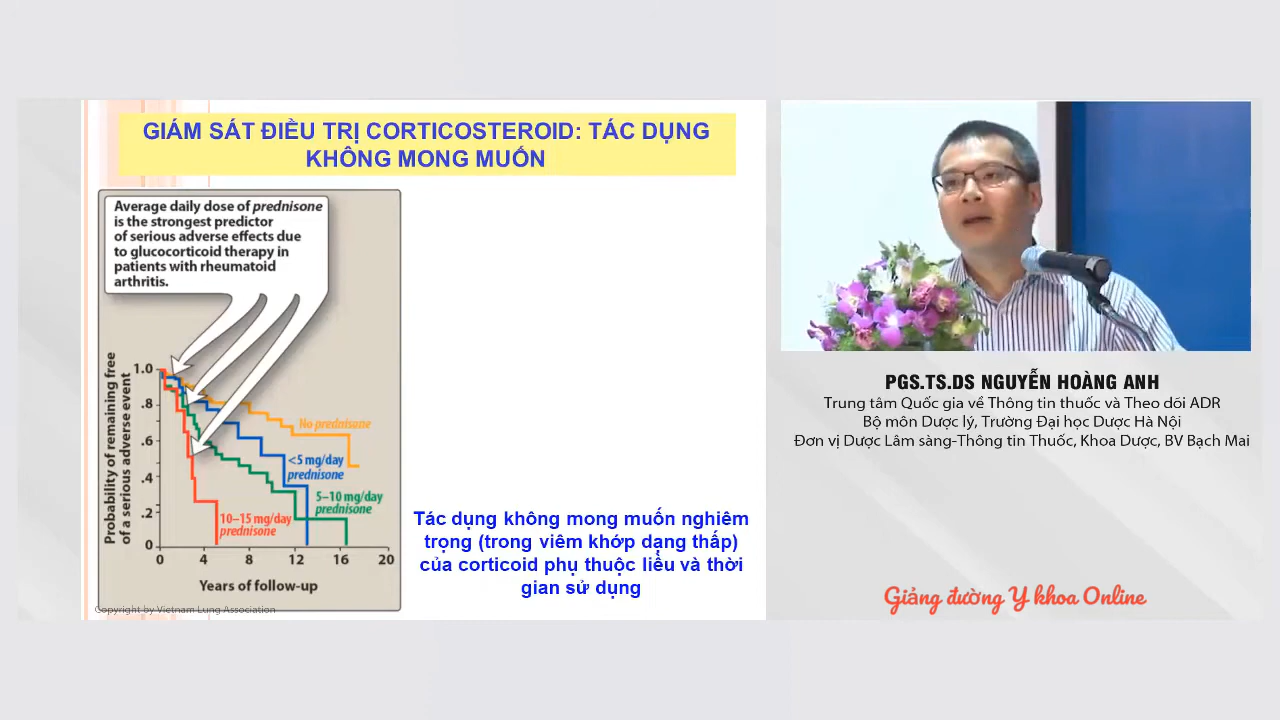 GIÁM SÁT ĐIỀU TRỊ CORTICOSTEROID: TÁC DỤNG
KHÔNG MONG MUỐN
Average daily dose of prednisone
is the strongest predictor
of serious adverse effects due
to glucocorticoid therapy in
patients with rheumatoid
arthritis.
Probability of remaining free
of a serious adverse event
1.0
.8
.6
.4
.2
0
No prednisone
<5 mg/day
prednisone
5–10 mg/day
prednisone
10–15 mg/day
prednisone
0 4 8 12 16 20
Years of follow-up
Copyright by Vietnam Lung Association
Tác dụng không mong muốn nghiêm
trọng (trong viêm khớp dạng thấp)
của corticoid phụ thuộc liều và thời
gian sử dụng
PGS.TS.DS NGUYỄN HOÀNG ANH
Trung tâm Quốc gia về Thông tin thuốc và Theo dõi ADR
Bộ môn Dược lý, Trường Đại học Dược Hà Nội
Đơn vị Dược Lâm sàng-Thông tin Thuốc, Khoa Dược, BV Bạch Mai
Giảng đường Y khoa Online